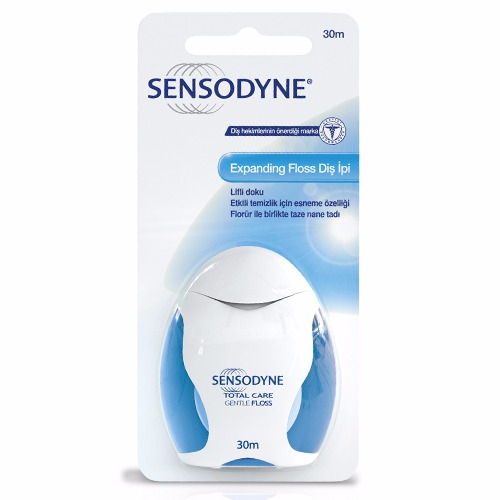 30m
SENSODYNE®
Diş hekimlerinin önerdiği marka
Expanding Floss Diş İpi
Lifli doku
Etkili temizlik için esneme özelliği
Florür ile birlikte taze nane tadı
SENSODYNE
TOTAL CARE
GENTLE FLOSS
30m